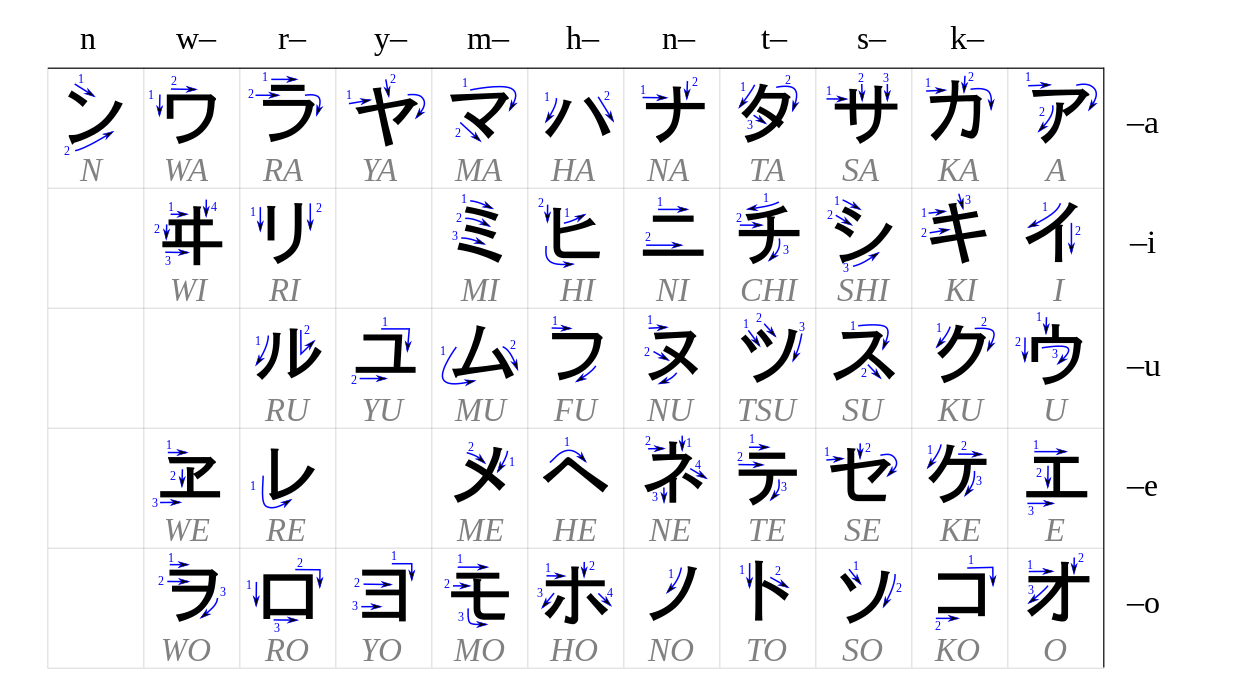 n w– r– y– m– h– n– t– s– k–
ン ワ ラ ヤ マ ハ ナ タ サ カ ア –a
N WA RA YA MA HA NA TA SA KA A
ヰ リ ミ ヒ ニ チ シ キ イ –i
WI RI MI HI NI CHI SHI KI I
ル ユ ム フ ヌ ツ ス ク ウ –u
RU YU MU FU NU TSU SU KU U
ヱ レ メ ヘ ネ テ セ ケ エ –e
WE RE ME HE NE TE SE KE E
ヲ ロ ヨ モ ホ ノ ト ソ コ オ –o
WO RO YO MO HO NO TO SO KO O